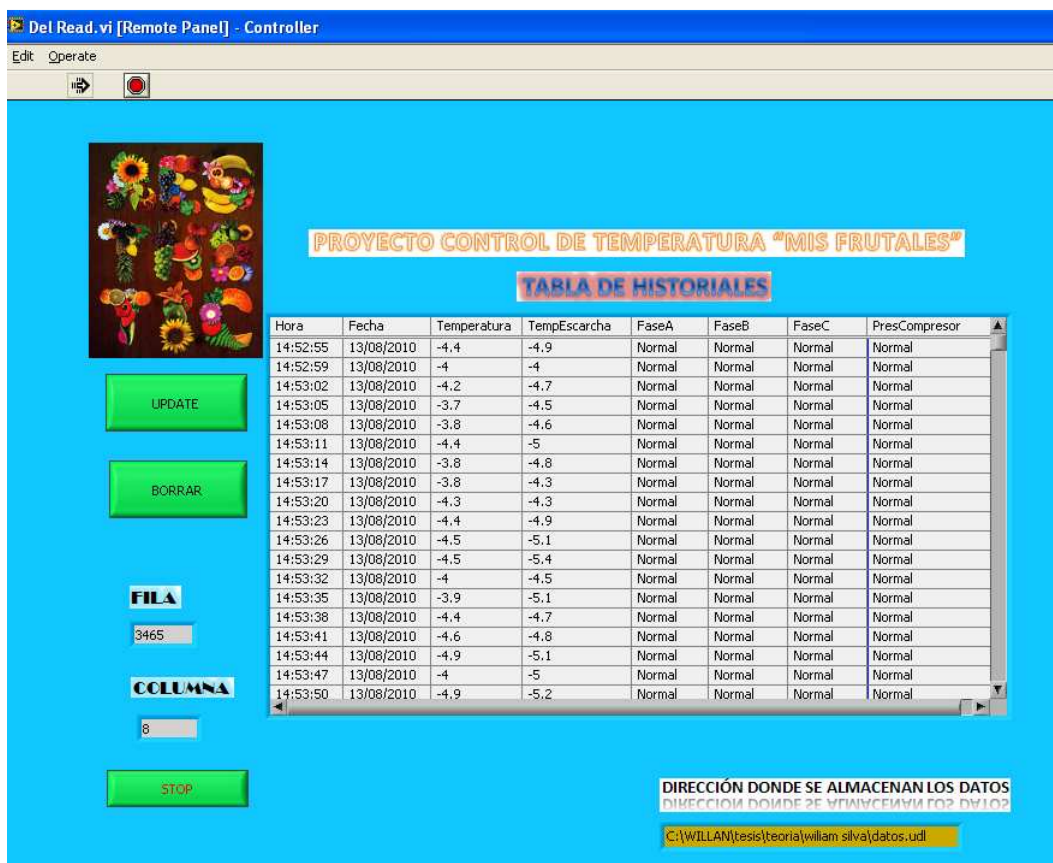 Del Read.vi [Remote Panel] - Controller
Edit Operate
PROYECTO CONTROL DE TEMPERATURA “MIS FRUTALES”
TABLA DE HISTORIALES
Hora Fecha Temperatura TempEscarcha FaseA FaseB FaseC PresCompresor
14:52:55 13/08/2010 -4.4 -4.9 Normal Normal Normal Normal
14:52:59 13/08/2010 -4 -4 Normal Normal Normal Normal
14:53:02 13/08/2010 -4.2 -4.7 Normal Normal Normal Normal
14:53:05 13/08/2010 -3.7 -4.5 Normal Normal Normal Normal
14:53:08 13/08/2010 -3.8 -4.6 Normal Normal Normal Normal
14:53:11 13/08/2010 -4.4 -5 Normal Normal Normal Normal
14:53:14 13/08/2010 -3.8 -4.8 Normal Normal Normal Normal
14:53:17 13/08/2010 -3.8 -4.3 Normal Normal Normal Normal
14:53:20 13/08/2010 -4.3 -4.3 Normal Normal Normal Normal
14:53:23 13/08/2010 -4.4 -4.9 Normal Normal Normal Normal
14:53:26 13/08/2010 -4.5 -5.1 Normal Normal Normal Normal
14:53:29 13/08/2010 -4.5 -5.4 Normal Normal Normal Normal
14:53:32 13/08/2010 -4 -4.5 Normal Normal Normal Normal
14:53:35 13/08/2010 -3.9 -5.1 Normal Normal Normal Normal
14:53:38 13/08/2010 -4.4 -4.7 Normal Normal Normal Normal
14:53:41 13/08/2010 -4.6 -4.8 Normal Normal Normal Normal
14:53:44 13/08/2010 -4.9 -5.1 Normal Normal Normal Normal
14:53:47 13/08/2010 -4 -5 Normal Normal Normal Normal
14:53:50 13/08/2010 -4.9 -5.2 Normal Normal Normal Normal
UPDATE
BORRAR
FILA
3465
COLUMNA
8
STOP
DIRECCIÓN DONDE SE ALMACENAN LOS DATOS
C:\WILLAN\tesis\teoria\wiliam silva\datos.udl